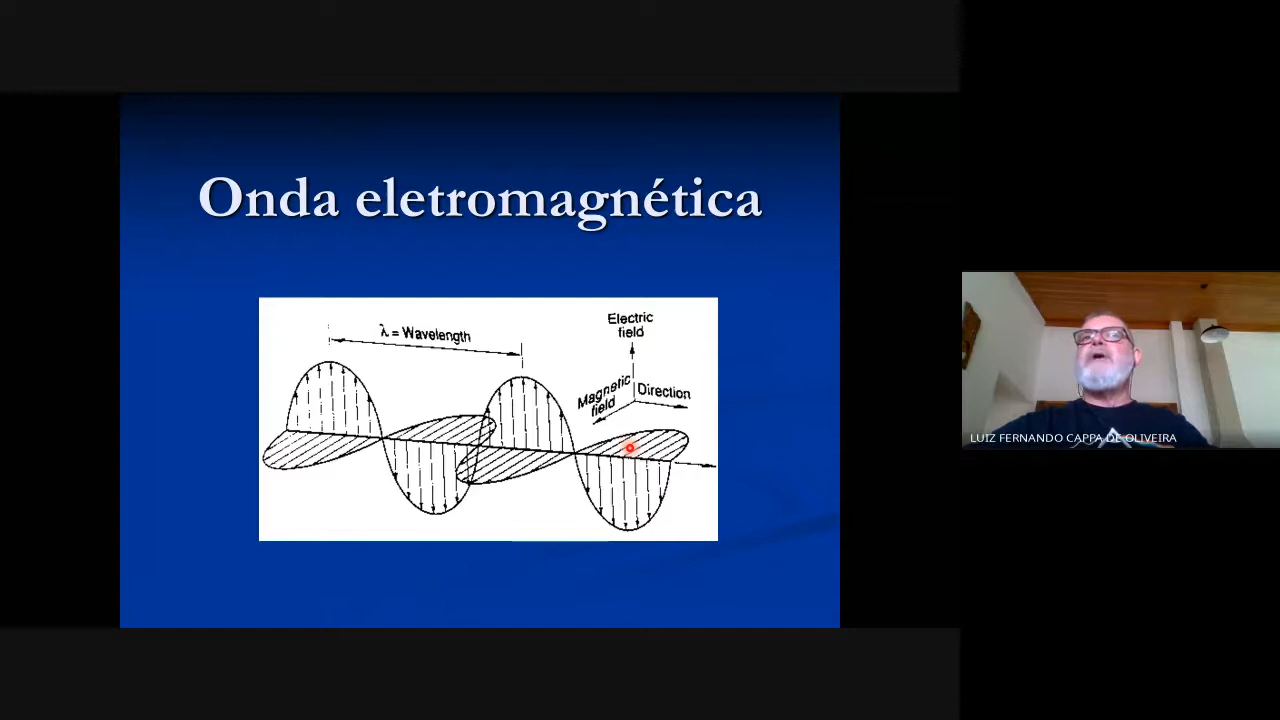 Onda eletromagnética
λ = Wavelength
Electric
field
Magnetic
field
Direction
LUIZ FERNANDO CAPPA DE OLIVEIRA